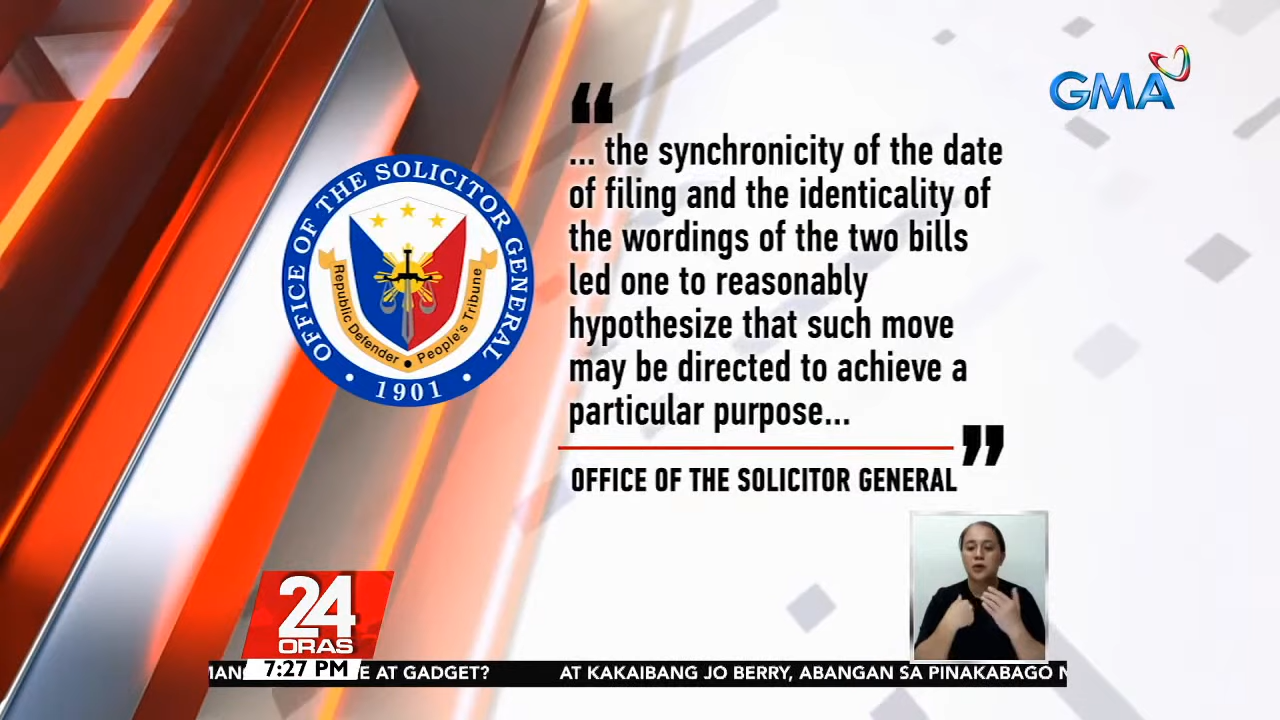 GMA
“
... the synchronicity of the date
of filing and the identicality of
the wordings of the two bills
led one to reasonably
hypothesize that such move
may be directed to achieve a
particular purpose...
”
OFFICE OF THE SOLICITOR GENERAL
OFFICE OF THE SOLICITOR GENERAL
Republic Defender • People's Tribune
• 1901 •
24
ORAS
7:27 PM
E AT GADGET? AT KAKAIBANG JO BERRY, ABANGAN SA PINAKABAGO